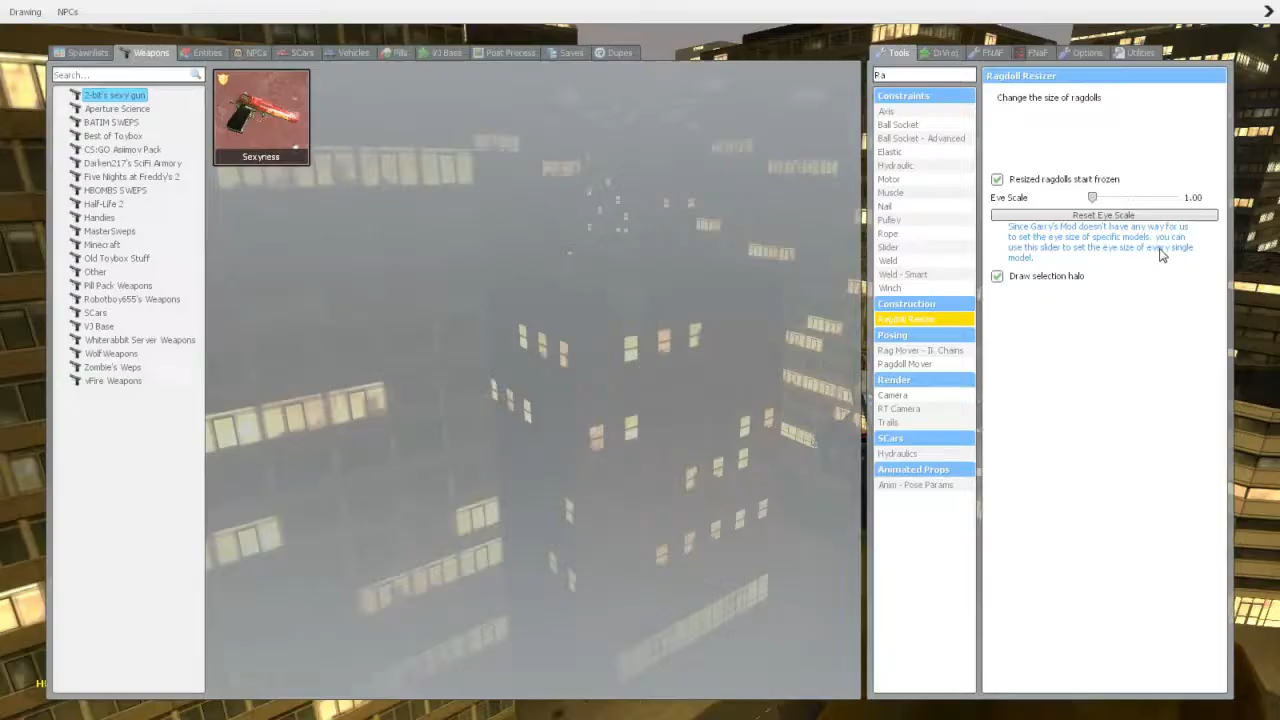 Drawing NPCs
Spawnlists Weapons Entities NPCs SCars Vehicles Pills VJ Base Post Process Saves Dupes
Search...
2-bit's sexy gun
Aperture Science
BATIM SWEPS
Best of Toybox
CS:GO Asimov Pack
Darken217's SciFi Armory
Five Nights at Freddy's 2
HBOMBS SWEPS
Half-Life 2
Handies
MasterSweps
Minecraft
Old Toybox Stuff
Other
Pill Pack Weapons
Robotboy655's Weapons
SCars
VJ Base
Whiterabbit Server Weapons
Wolf Weapons
Zombie's Weps
vFire Weapons
Sexyness
Tools DrVrej FNAF FNaF Options Utilities
Ra
Constraints
Axis
Ball Socket
Ball Socket - Advanced
Elastic
Hydraulic
Motor
Muscle
Nail
Pulley
Rope
Slider
Weld
Weld - Smart
Winch
Construction
Ragdoll Resizer
Posing
Rag Mover - IK Chains
Ragdoll Mover
Render
Camera
RT Camera
Trails
SCars
Hydraulics
Animated Props
Anim - Pose Params
Ragdoll Resizer
Change the size of ragdolls
Resized ragdolls start frozen
Eye Scale 1.00
Reset Eye Scale
Since Garry's Mod doesn't have any way for us
to set the eye size of specific models, you can
use this slider to set the eye size of every single
model.
Draw selection halo